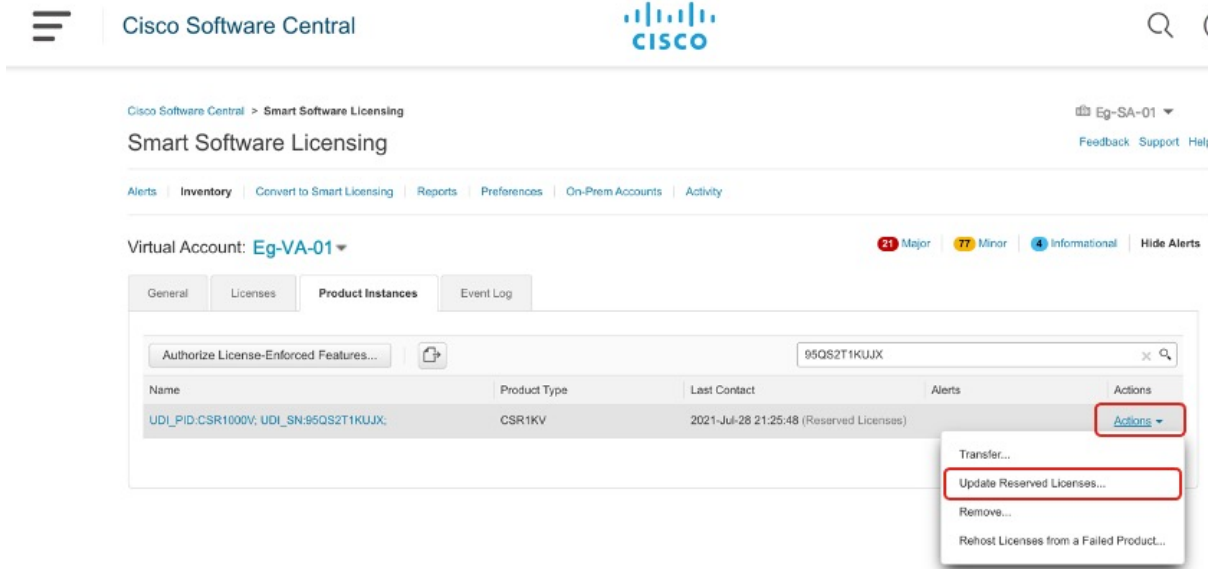 Cisco Software Central
CISCO
Cisco Software Central > Smart Software Licensing
Eg-SA-01
Smart Software Licensing
Feedback Support Help
Alerts Inventory Convert to Smart Licensing Reports Preferences On-Prem Accounts Activity
Virtual Account: Eg-VA-01
21 Major 77 Minor 4 Informational Hide Alerts
General Licenses Product Instances Event Log
Authorize License-Enforced Features...
95QS2T1KUJX
Name Product Type Last Contact Alerts Actions
UDI_PID:CSR1000V; UDI_SN:95QS2T1KUJX; CSR1KV 2021-Jul-28 21:25:48 (Reserved Licenses) Actions
Transfer...
Update Reserved Licenses...
Remove...
Rehost Licenses from a Failed Product...